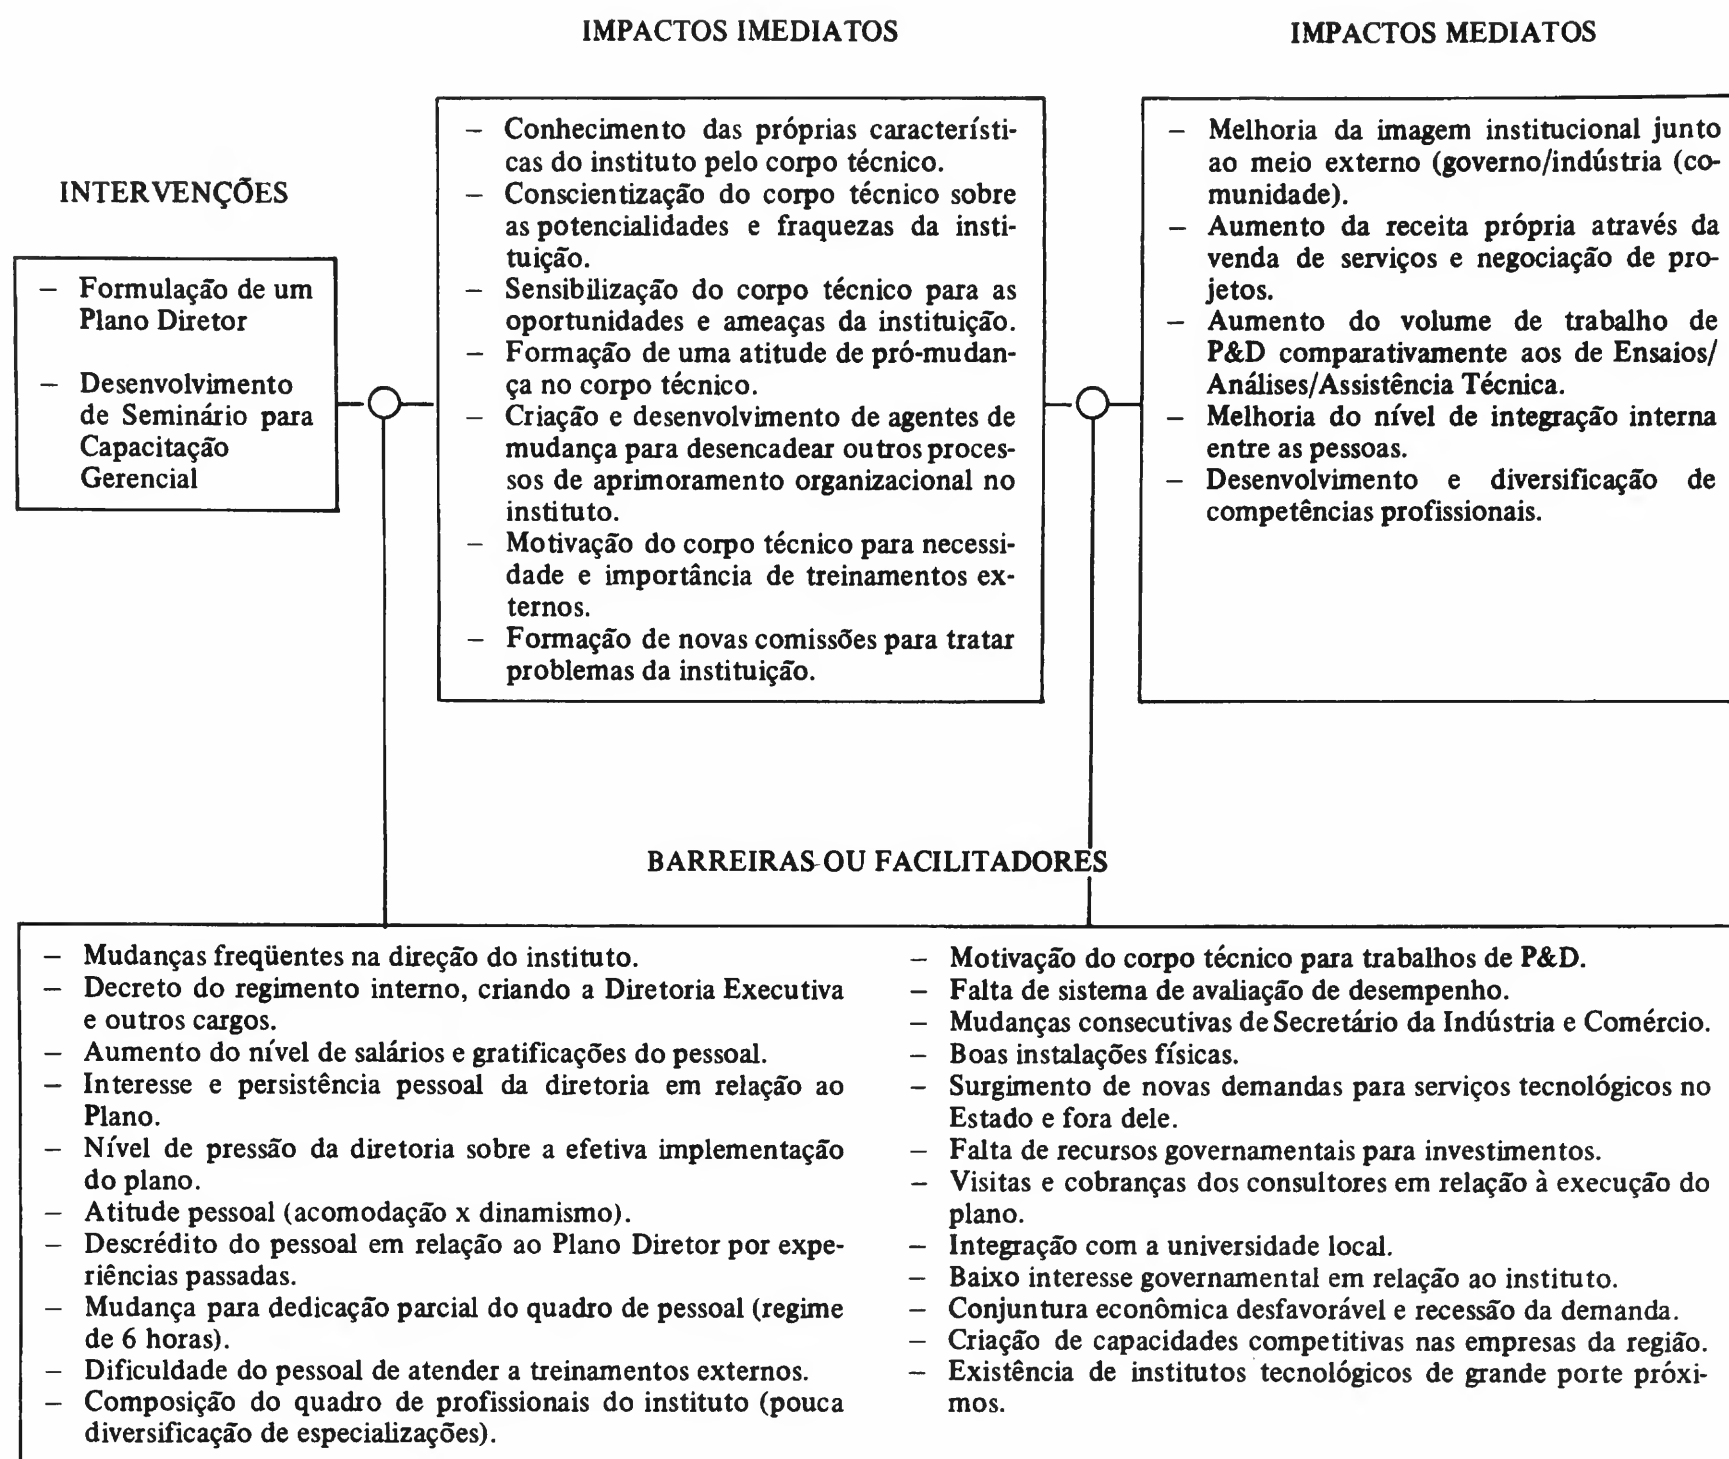 IMPACTOS IMEDIATOS
IMPACTOS MEDIATOS
INTERVENÇÕES
– Formulação de um
Plano Diretor
– Desenvolvimento
de Seminário para
Capacitação
Gerencial
– Conhecimento das próprias característi-
cas do instituto pelo corpo técnico.
– Conscientização do corpo técnico sobre
as potencialidades e fraquezas da insti-
tuição.
– Sensibilização do corpo técnico para as
oportunidades e ameaças da instituição.
– Formação de uma atitude de pró-mudan-
ça no corpo técnico.
– Criação e desenvolvimento de agentes de
mudança para desencadear outros proces-
sos de aprimoramento organizacional no
instituto.
– Motivação do corpo técnico para necessi-
dade e importância de treinamentos ex-
ternos.
– Formação de novas comissões para tratar
problemas da instituição.
– Melhoria da imagem institucional junto
ao meio externo (governo/indústria (co-
munidade).
– Aumento da receita própria através da
venda de serviços e negociação de pro-
jetos.
– Aumento do volume de trabalho de
P&D comparativamente aos de Ensaios/
Análises/Assistência Técnica.
– Melhoria do nível de integração interna
entre as pessoas.
– Desenvolvimento e diversificação de
competências profissionais.
BARREIRAS OU FACILITADORES
– Mudanças freqüentes na direção do instituto.
– Decreto do regimento interno, criando a Diretoria Executiva
e outros cargos.
– Aumento do nível de salários e gratificações do pessoal.
– Interesse e persistência pessoal da diretoria em relação ao
Plano.
– Nível de pressão da diretoria sobre a efetiva implementação
do plano.
– Atitude pessoal (acomodação x dinamismo).
– Descrédito do pessoal em relação ao Plano Diretor por expe-
riências passadas.
– Mudança para dedicação parcial do quadro de pessoal (regime
de 6 horas).
– Dificuldade do pessoal de atender a treinamentos externos.
– Composição do quadro de profissionais do instituto (pouca
diversificação de especializações).
– Motivação do corpo técnico para trabalhos de P&D.
– Falta de sistema de avaliação de desempenho.
– Mudanças consecutivas de Secretário da Indústria e Comércio.
– Boas instalações físicas.
– Surgimento de novas demandas para serviços tecnológicos no
Estado e fora dele.
– Falta de recursos governamentais para investimentos.
– Visitas e cobranças dos consultores em relação à execução do
plano.
– Integração com a universidade local.
– Baixo interesse governamental em relação ao instituto.
– Conjuntura econômica desfavorável e recessão da demanda.
– Criação de capacidades competitivas nas empresas da região.
– Existência de institutos tecnológicos de grande porte próxi-
mos.